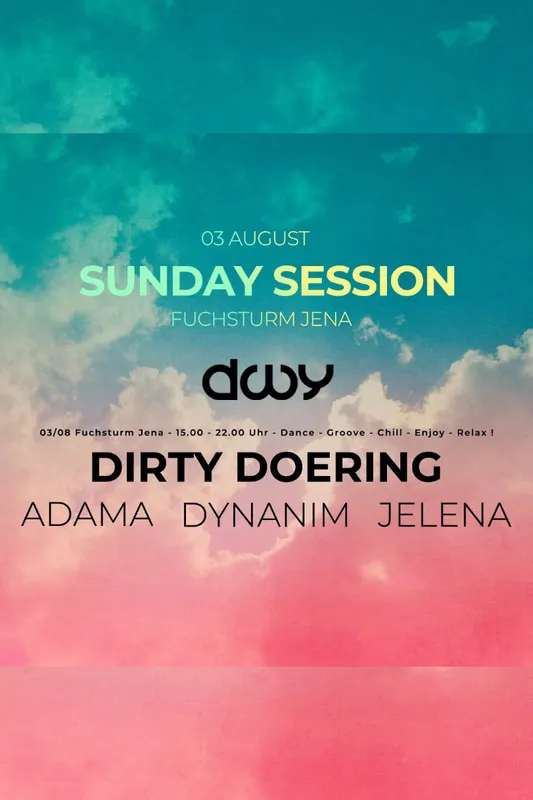 03 AUGUST
SUNDAY SESSION
FUCHSTURM JENA
dwy
03/08 Fuchsturm Jena - 15.00 - 22.00 Uhr - Dance - Groove - Chill - Enjoy - Relax !
DIRTY DOERING
ADAMA DYNANIM JELENA